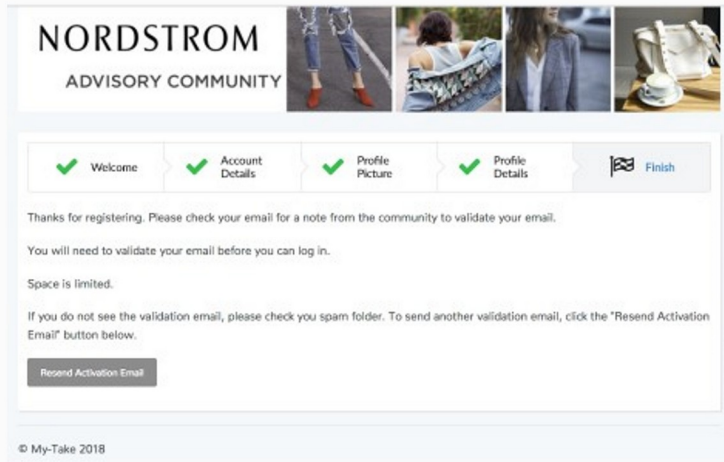 NORDSTROM
ADVISORY COMMUNITY
Welcome
Account
Details
Profile
Picture
Profile
Details
Finish
Thanks for registering. Please check your email for a note from the community to validate your email.
You will need to validate your email before you can log in.
Space is limited.
If you do not see the validation email, please check you spam folder. To send another validation email, click the "Resend Activation
Email" button below.
Resend Activation Email
© My-Take 2018